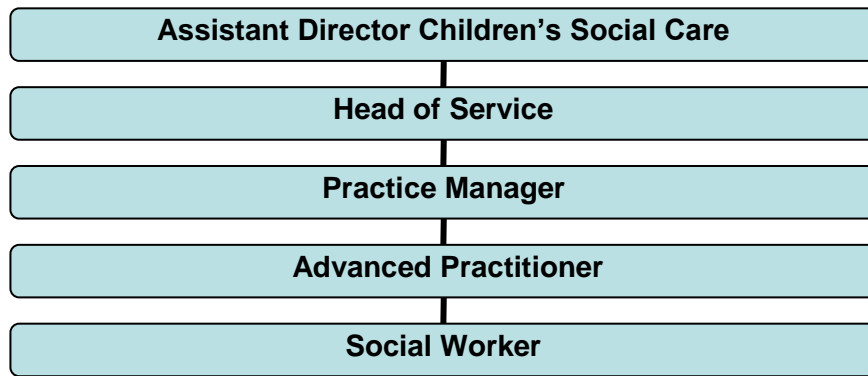 Assistant Director Children’s Social Care
Head of Service
Practice Manager
Advanced Practitioner
Social Worker